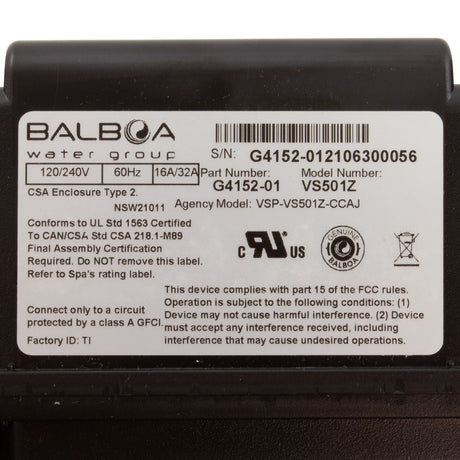 BALBOA
water group
S/N: G4152-012106300056
120/240V 60Hz 16A/32A
Part Number: Model Number:
G4152-01 VS501Z
CSA Enclosure Type 2.
NSW21011
Agency Model: VSP-VS501Z-CCAJ
Conforms to UL Std 1563 Certified
To CAN/CSA Std CSA 218.1-M89
Final Assembly Certification
Required. Do NOT remove this label.
Refer to Spa's rating label.
C RU US
GENUINE
BALBOA
Connect only to a circuit
protected by a class A GFCI.
Factory ID: TI
This device complies with part 15 of the FCC rules.
Operation is subject to the following conditions: (1)
Device may not cause harmful interference. (2) Device
must accept any interference received, including
interference that may cause undesired operations.